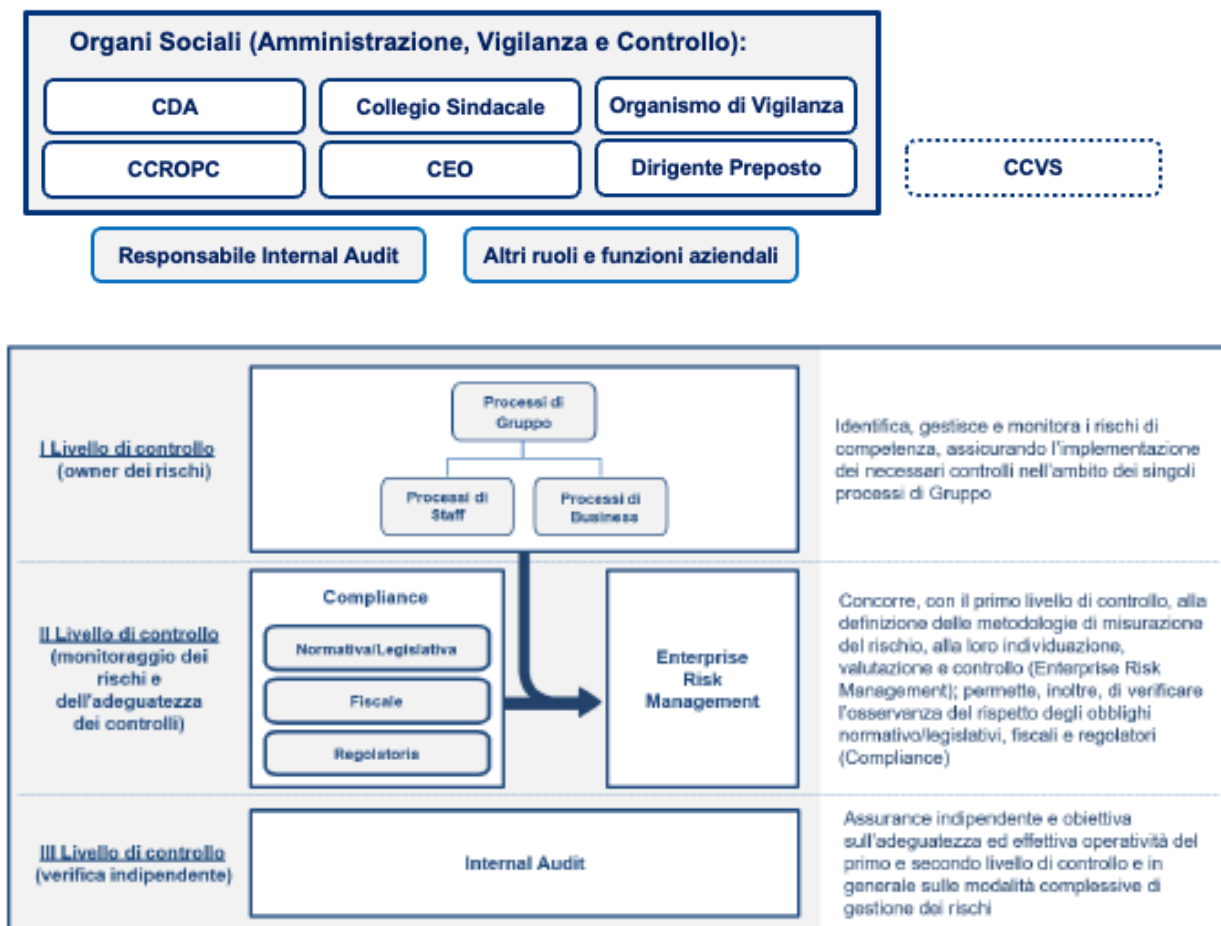 Organi Sociali (Amministrazione, Vigilanza e Controllo):
CDA
Collegio Sindacale
Organismo di Vigilanza
CCROPC
CEO
Dirigente Preposto
CCVS
Responsabile Internal Audit
Altri ruoli e funzioni aziendali
I Livello di controllo
(owner dei rischi)
Processi di
Gruppo
Processi di
Staff
Processi di
Business
Identifica, gestisce e monitora i rischi di
competenza, assicurando l'implementazione
dei necessari controlli nell'ambito dei singoli
processi di Gruppo
II Livello di controllo
(monitoraggio dei
rischi e
dell'adeguatezza
dei controlli)
Compliance
Normativa/Legislativa
Fiscale
Regolatoria
Enterprise
Risk
Management
Concorre, con il primo livello di controllo, alla
definizione delle metodologie di misurazione
del rischio, alla loro individuazione,
valutazione e controllo (Enterprise Risk
Management); permette, inoltre, di verificare
l'osservanza del rispetto degli obblighi
normativo/legislativi, fiscali e regolatori
(Compliance)
III Livello di controllo
(verifica indipendente)
Internal Audit
Assurance indipendente e obiettiva
sull'adeguatezza ed effettiva operatività del
primo e secondo livello di controllo e in
generale sulle modalità complessive di
gestione dei rischi